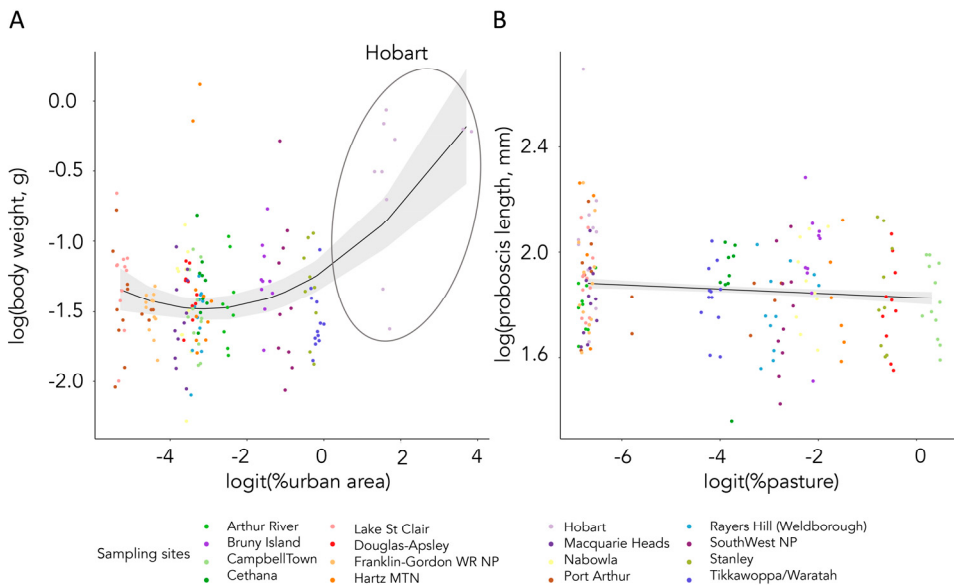 A
B
Hobart
log(body weight, g)
0.0
-0.5
-1.0
-1.5
-2.0
-4
-2
0
2
4
logit(%urban area)
log(proboscis length, mm)
2.4
2.0
1.6
-6
-4
-2
0
logit(%pasture)
Sampling sites
Arthur River
Bruny Island
CampbellTown
Cethana
Lake St Clair
Douglas-Apsley
Franklin-Gordon WR NP
Hartz MTN
Hobart
Macquarie Heads
Nabowla
Port Arthur
Rayers Hill (Weldborough)
SouthWest NP
Stanley
Tikkawoppa/Waratah